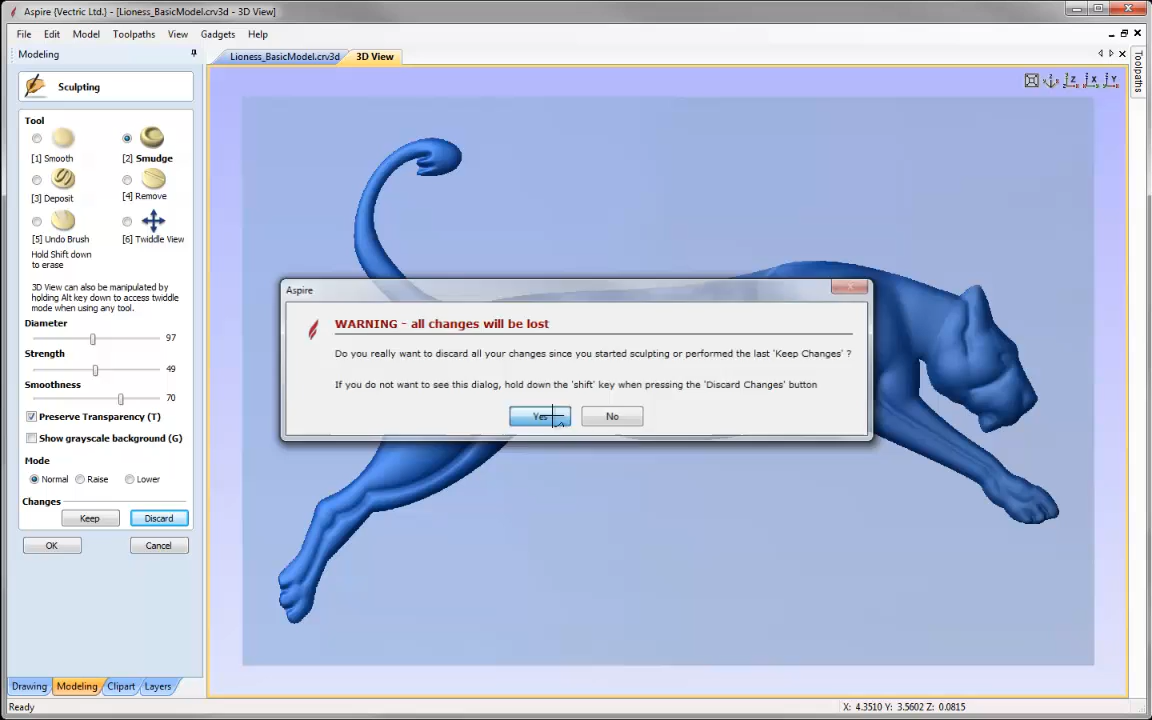 Aspire {Vectric Ltd.} - [Lioness_BasicModel.crv3d - 3D View]
File Edit Model Toolpaths View Gadgets Help
Modeling
Lioness_BasicModel.crv3d 3D View
Toolpaths
Z X Y
Sculpting
Tool
[1] Smooth [2] Smudge
[3] Deposit [4] Remove
[5] Undo Brush [6] Twiddle View
Hold Shift down
to erase
3D View can also be manipulated by
holding Alt key down to access twiddle
mode when using any tool.
Diameter
97
Strength
49
Smoothness
70
Preserve Transparency (T)
Show grayscale background (G)
Mode
Normal Raise Lower
Changes
Keep Discard
OK Cancel
Aspire
WARNING - all changes will be lost
Do you really want to discard all your changes since you started sculpting or performed the last 'Keep Changes' ?
If you do not want to see this dialog, hold down the 'shift' key when pressing the 'Discard Changes' button
Yes No
Drawing Modeling Clipart Layers
Ready X: 4.3510 Y: 3.5602 Z: 0.0815